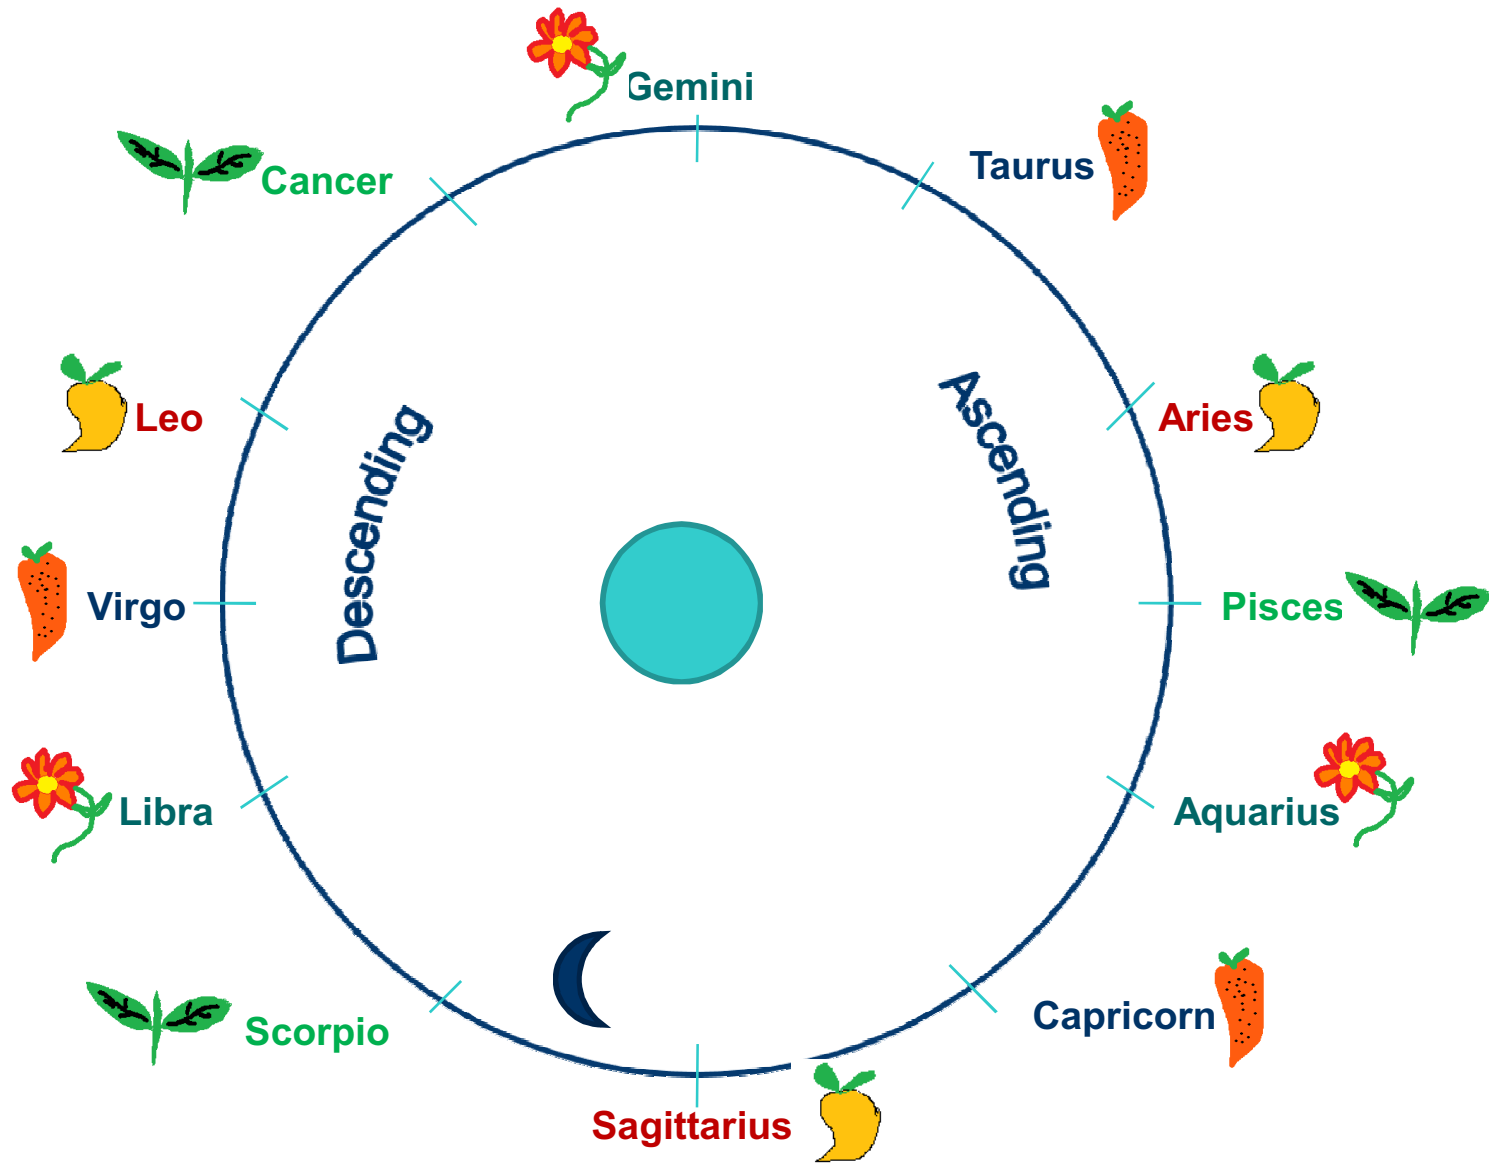 Gemini
Taurus
Cancer
Leo
Aries
Descending
Ascending
Virgo
Pisces
Libra
Aquarius
Scorpio
Capricorn
Sagittarius